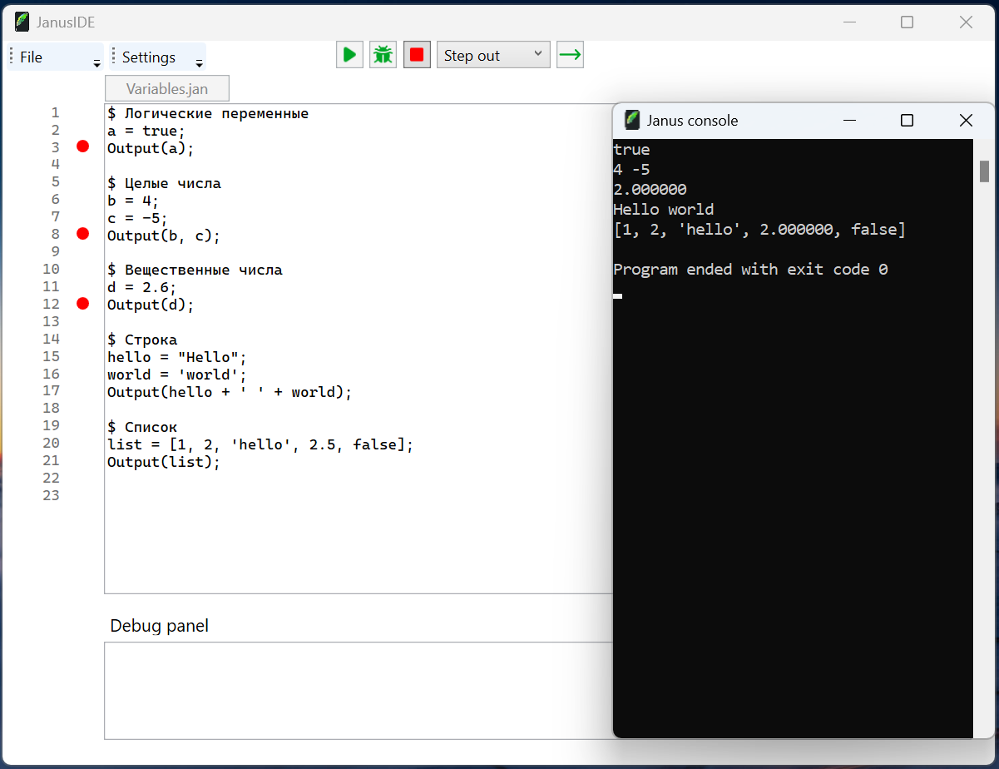 JanusIDE
File
Settings
Step out
Variables.jan
1 $ Логические переменные
2 a = true;
3 Output(a);
4
5 $ Целые числа
6 b = 4;
7 c = -5;
8 Output(b, c);
9
10 $ Вещественные числа
11 d = 2.6;
12 Output(d);
13
14 $ Строка
15 hello = "Hello";
16 world = 'world';
17 Output(hello + ' ' + world);
18
19 $ Список
20 list = [1, 2, 'hello', 2.5, false];
21 Output(list);
22
23
Debug panel
Janus console
true
4 -5
2.000000
Hello world
[1, 2, 'hello', 2.000000, false]
Program ended with exit code 0